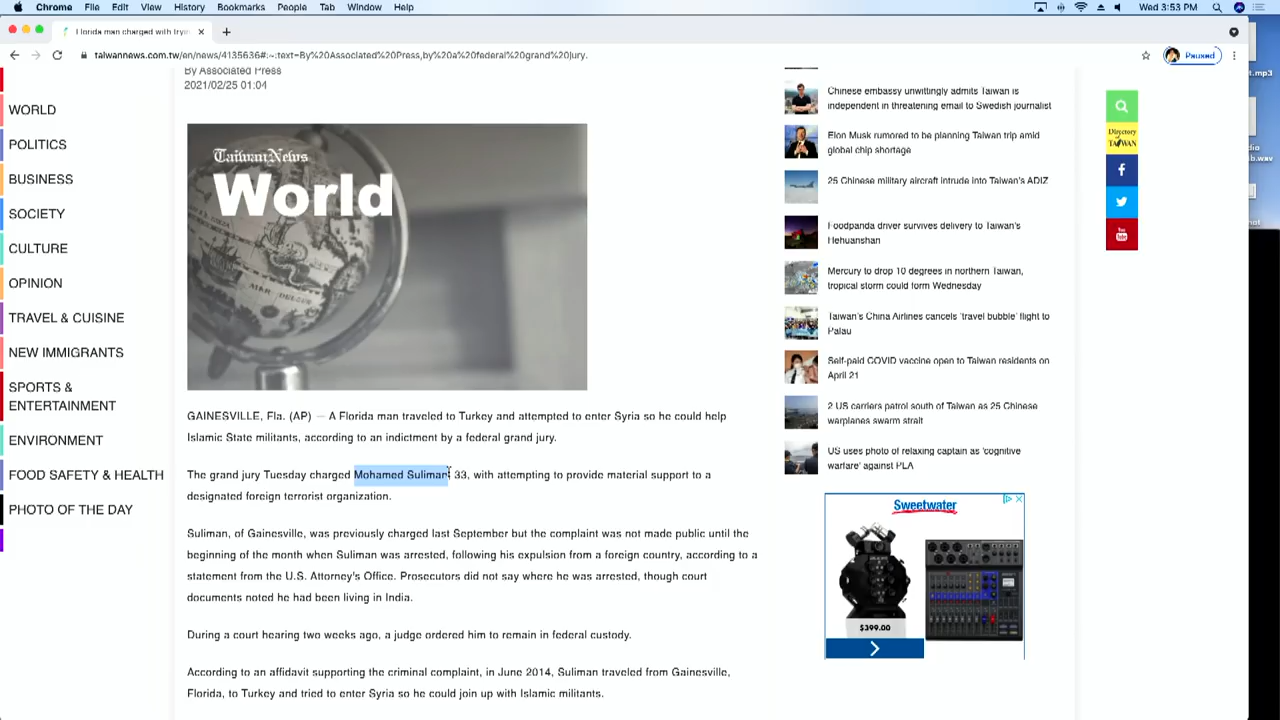 Chrome File Edit View History Bookmarks People Tab Window Help
Wed 3:53 PM
Florida man charged with tryin
taiwannews.com.tw/en/news/4135636#:~:text=By%20Associated%20Press,by%20a%20federal%20grand%20jury.
Paused
WORLD
POLITICS
BUSINESS
SOCIETY
CULTURE
OPINION
TRAVEL & CUISINE
NEW IMMIGRANTS
SPORTS &
ENTERTAINMENT
ENVIRONMENT
FOOD SAFETY & HEALTH
PHOTO OF THE DAY
By Associated Press
2021/02/25 01:04
Taiwan News
World
GAINESVILLE, Fla. (AP) — A Florida man traveled to Turkey and attempted to enter Syria so he could help
Islamic State militants, according to an indictment by a federal grand jury.
The grand jury Tuesday charged Mohamed Suliman, 33, with attempting to provide material support to a
designated foreign terrorist organization.
Suliman, of Gainesville, was previously charged last September but the complaint was not made public until the
beginning of the month when Suliman was arrested, following his expulsion from a foreign country, according to a
statement from the U.S. Attorney's Office. Prosecutors did not say where he was arrested, though court
documents noted he had been living in India.
During a court hearing two weeks ago, a judge ordered him to remain in federal custody.
According to an affidavit supporting the criminal complaint, in June 2014, Suliman traveled from Gainesville,
Florida, to Turkey and tried to enter Syria so he could join up with Islamic militants.
Chinese embassy unwittingly admits Taiwan is
independent in threatening email to Swedish journalist
Elon Musk rumored to be planning Taiwan trip amid
global chip shortage
25 Chinese military aircraft intrude into Taiwan's ADIZ
Foodpanda driver survives delivery to Taiwan's
Hehuanshan
Mercury to drop 10 degrees in northern Taiwan,
tropical storm could form Wednesday
Taiwan's China Airlines cancels 'travel bubble' flight to
Palau
Self-paid COVID vaccine open to Taiwan residents on
April 21
2 US carriers patrol south of Taiwan as 25 Chinese
warplanes swarm strait
US uses photo of relaxing captain as 'cognitive
warfare' against PLA
Sweetwater
$399.00
Directory
of
TAIWAN
You
Tube
t.mp3
dio
b.wav